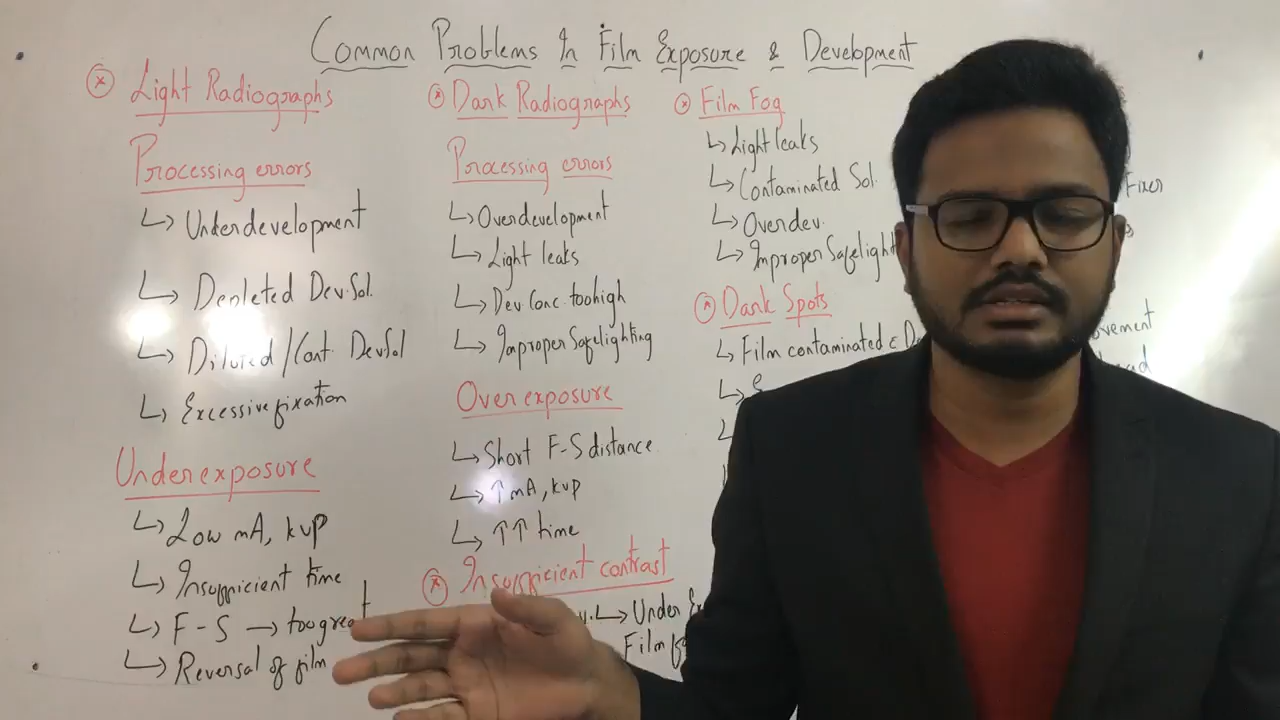 Common Problems In Film Exposure & Development
Light Radiographs
Processing errors
Underdevelopment
Depleted Dev. Sol.
Diluted / Cont. Dev Sol
Excessive fixation
Underexposure
Low mA, kvp
Insufficient time
F-S → too great
Reversal of film
Dark Radiographs
Processing errors
Overdevelopment
Light leaks
Dev. Conc. too high
Improper Safelighting
Overexposure
Short F-S distance
↑ mA, kvp
↑↑ time
Insufficient contrast
Under
Film
Film Fog
Light leaks
Contaminated Sol.
Overdev.
Improper Safelight
Dark Spots
Film contaminated c
Fixer